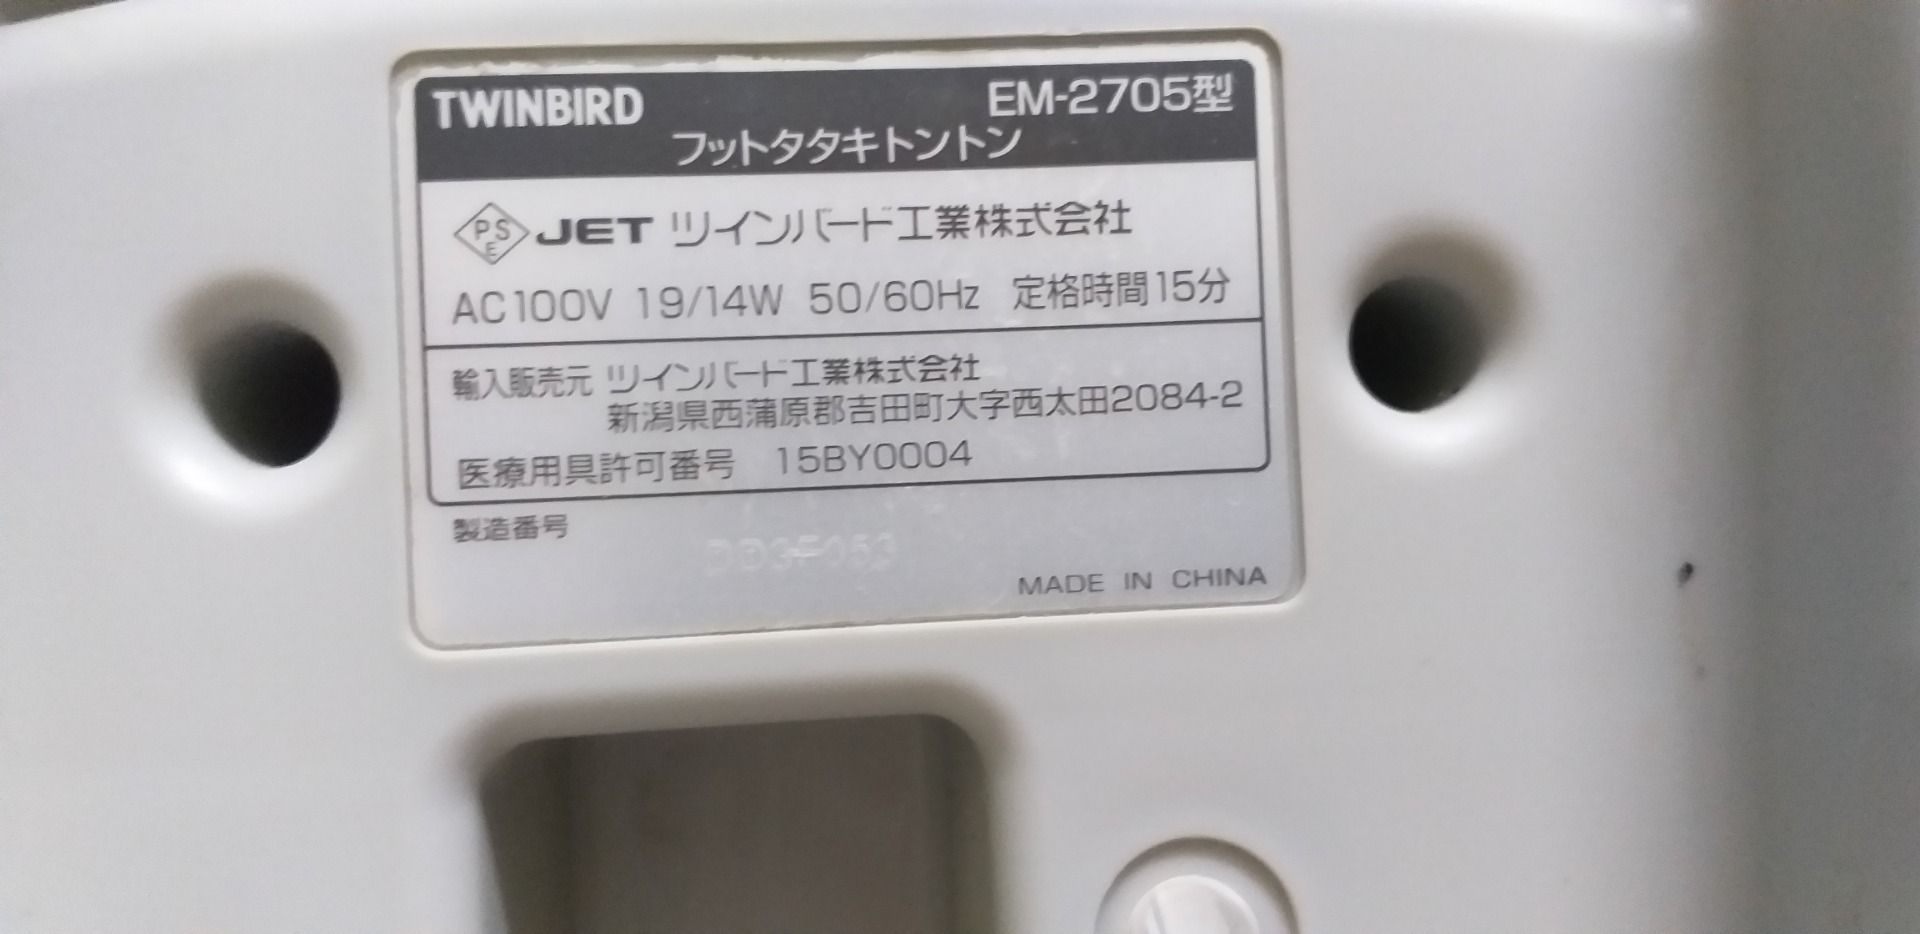 TWINBIRD EM-2705型
フットタタキトントン
PSE JET ツインバード工業株式会社
AC100V 19/14W 50/60Hz 定格時間15分
輸入販売元 ツインバード工業株式会社
新潟県西蒲原郡吉田町大字西太田2084-2
医療用具許可番号 15BY0004
製造番号
MADE IN CHINA